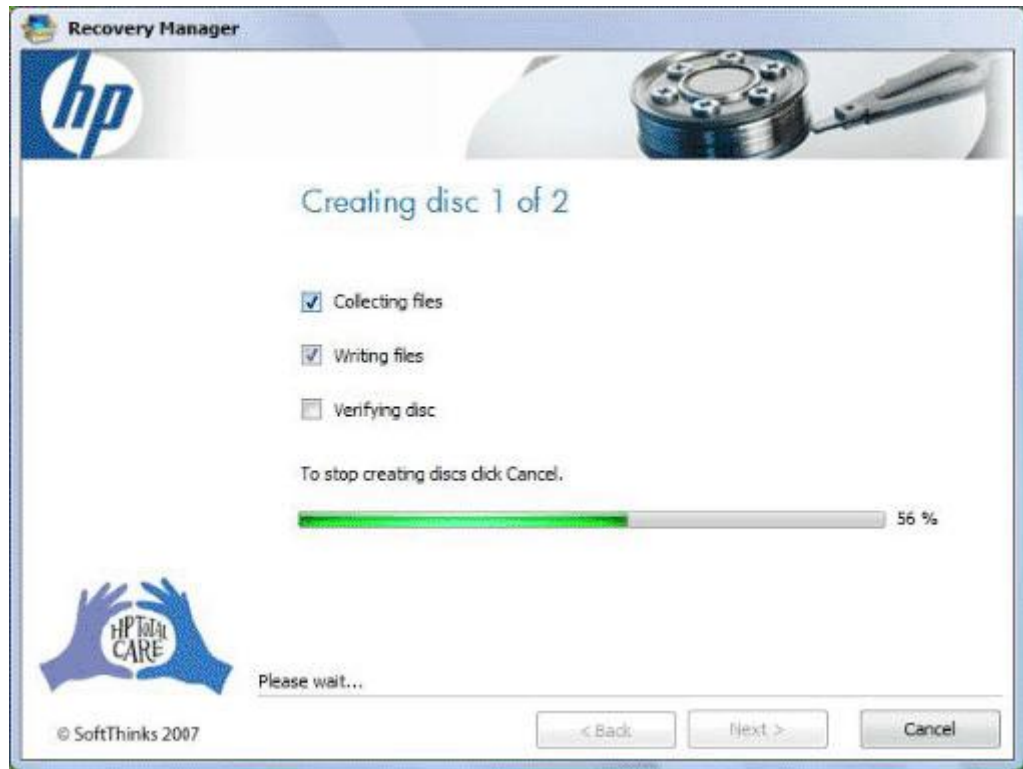 Recovery Manager
hp
Creating disc 1 of 2
Collecting files
Writing files
Verifying disc
To stop creating discs click Cancel.
56 %
HP TOTAL
CARE
Please wait...
© SoftThinks 2007
< Back
Next >
Cancel